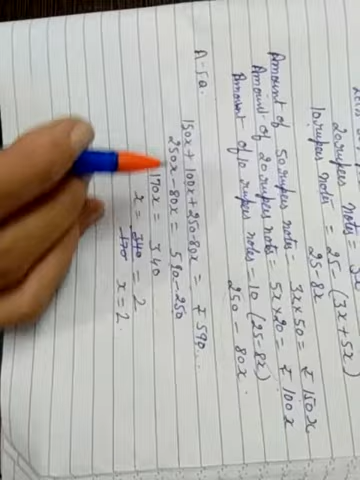 20 rupees notes = 25 - (3x + 5x)
10 rupees notes = 25 - 8x
Amount of 50 rupees notes - 3x x 50 = ₹ 150x
Amount of 20 rupees notes = 5x x 20 = ₹ 100x
Amount of 10 rupees notes - 10 (25 - 8x)
250 - 80x.
A-To.
150x + 100x + 250 - 80x = ₹ 590...
250x - 80x = 590 - 250
170x = 340
x = 340/170 = 2
x = 2.